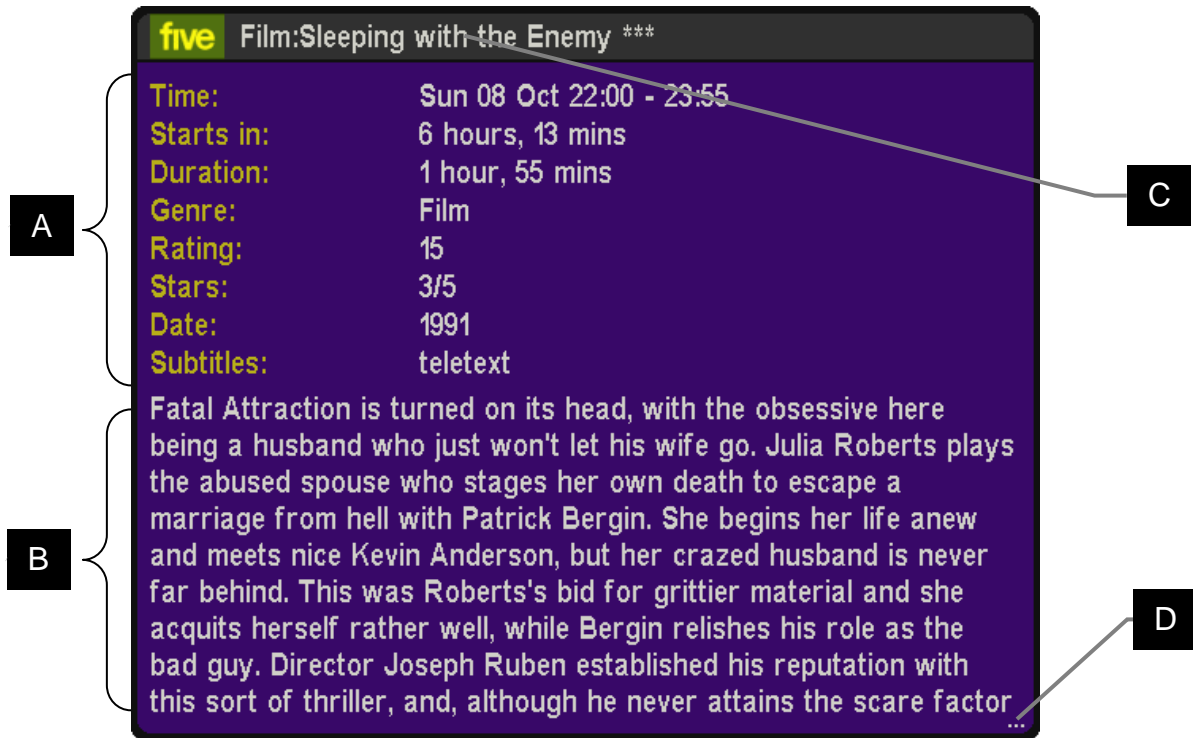 five Film:Sleeping with the Enemy ***
Time: Sun 08 Oct 22:00 - 23:55
Starts in: 6 hours, 13 mins
Duration: 1 hour, 55 mins
Genre: Film
Rating: 15
Stars: 3/5
Date: 1991
Subtitles: teletext
Fatal Attraction is turned on its head, with the obsessive here
being a husband who just won't let his wife go. Julia Roberts plays
the abused spouse who stages her own death to escape a
marriage from hell with Patrick Bergin. She begins her life anew
and meets nice Kevin Anderson, but her crazed husband is never
far behind. This was Roberts's bid for grittier material and she
acquits herself rather well, while Bergin relishes his role as the
bad guy. Director Joseph Ruben established his reputation with
this sort of thriller, and, although he never attains the scare factor
...
A
B
C
D